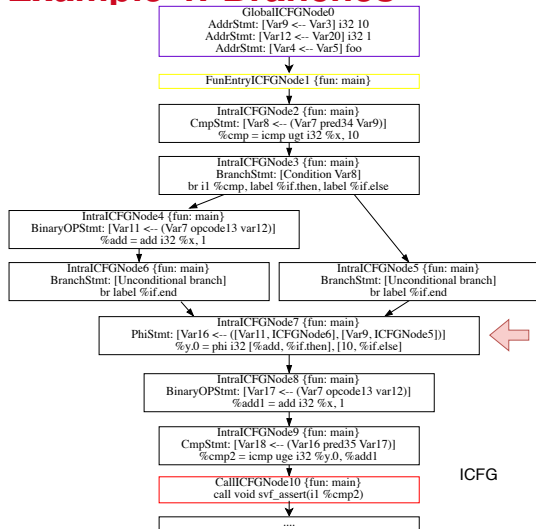 GlobalICFGNode0
AddrStmt: [Var9 <-- Var3] i32 10
AddrStmt: [Var12 <-- Var20] i32 1
AddrStmt: [Var4 <-- Var5] foo
FunEntryICFGNode1 {fun: main}
IntraICFGNode2 {fun: main}
CmpStmt: [Var8 <-- (Var7 pred34 Var9)]
%cmp = icmp ugt i32 %x, 10
IntraICFGNode3 {fun: main}
BranchStmt: [Condition Var8]
br i1 %cmp, label %if.then, label %if.else
IntraICFGNode4 {fun: main}
BinaryOPStmt: [Var11 <-- (Var7 opcode13 var12)]
%add = add i32 %x, 1
IntraICFGNode6 {fun: main}
BranchStmt: [Unconditional branch]
br label %if.end
IntraICFGNode5 {fun: main}
BranchStmt: [Unconditional branch]
br label %if.end
IntraICFGNode7 {fun: main}
PhiStmt: [Var16 <-- ([Var11, ICFGNode6], [Var9, ICFGNode5])]
%y.0 = phi i32 [%add, %if.then], [10, %if.else]
IntraICFGNode8 {fun: main}
BinaryOPStmt: [Var17 <-- (Var7 opcode13 var12)]
%add1 = add i32 %x, 1
IntraICFGNode9 {fun: main}
CmpStmt: [Var18 <-- (Var16 pred35 Var17)]
%cmp2 = icmp uge i32 %y.0, %add1
ICFG
CallICFGNode10 {fun: main}
call void svf_assert(i1 %cmp2)
....